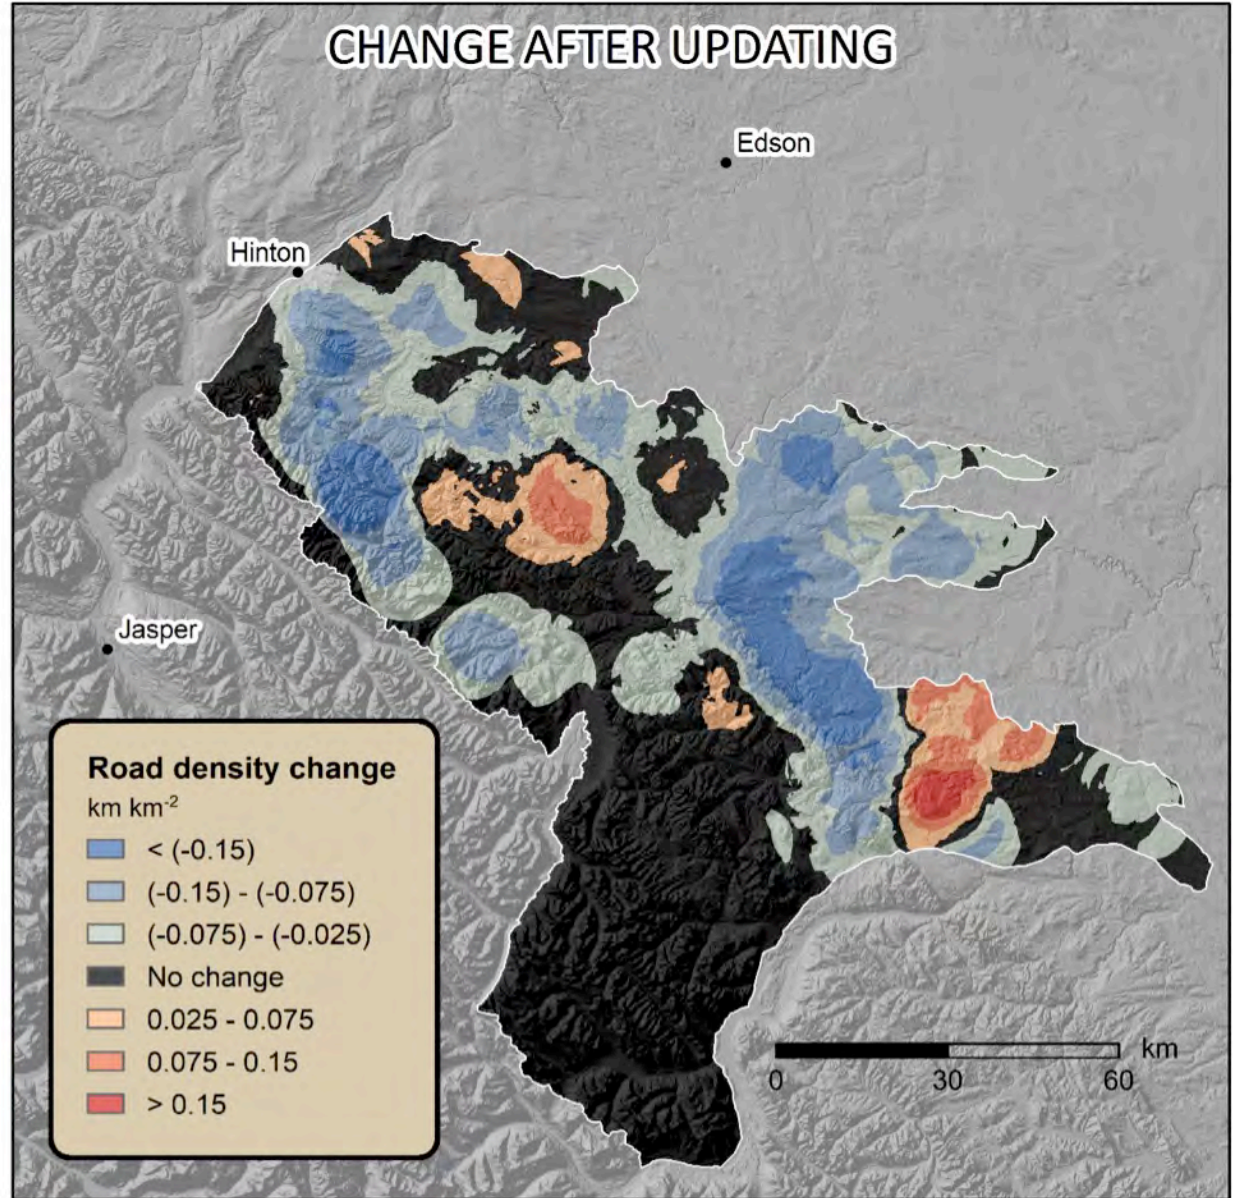 CHANGE AFTER UPDATING
Edson
Hinton
Jasper
Road density change
km km⁻²
< (-0.15)
(-0.15) - (-0.075)
(-0.075) - (-0.025)
No change
0.025 - 0.075
0.075 - 0.15
> 0.15
km
0 30 60